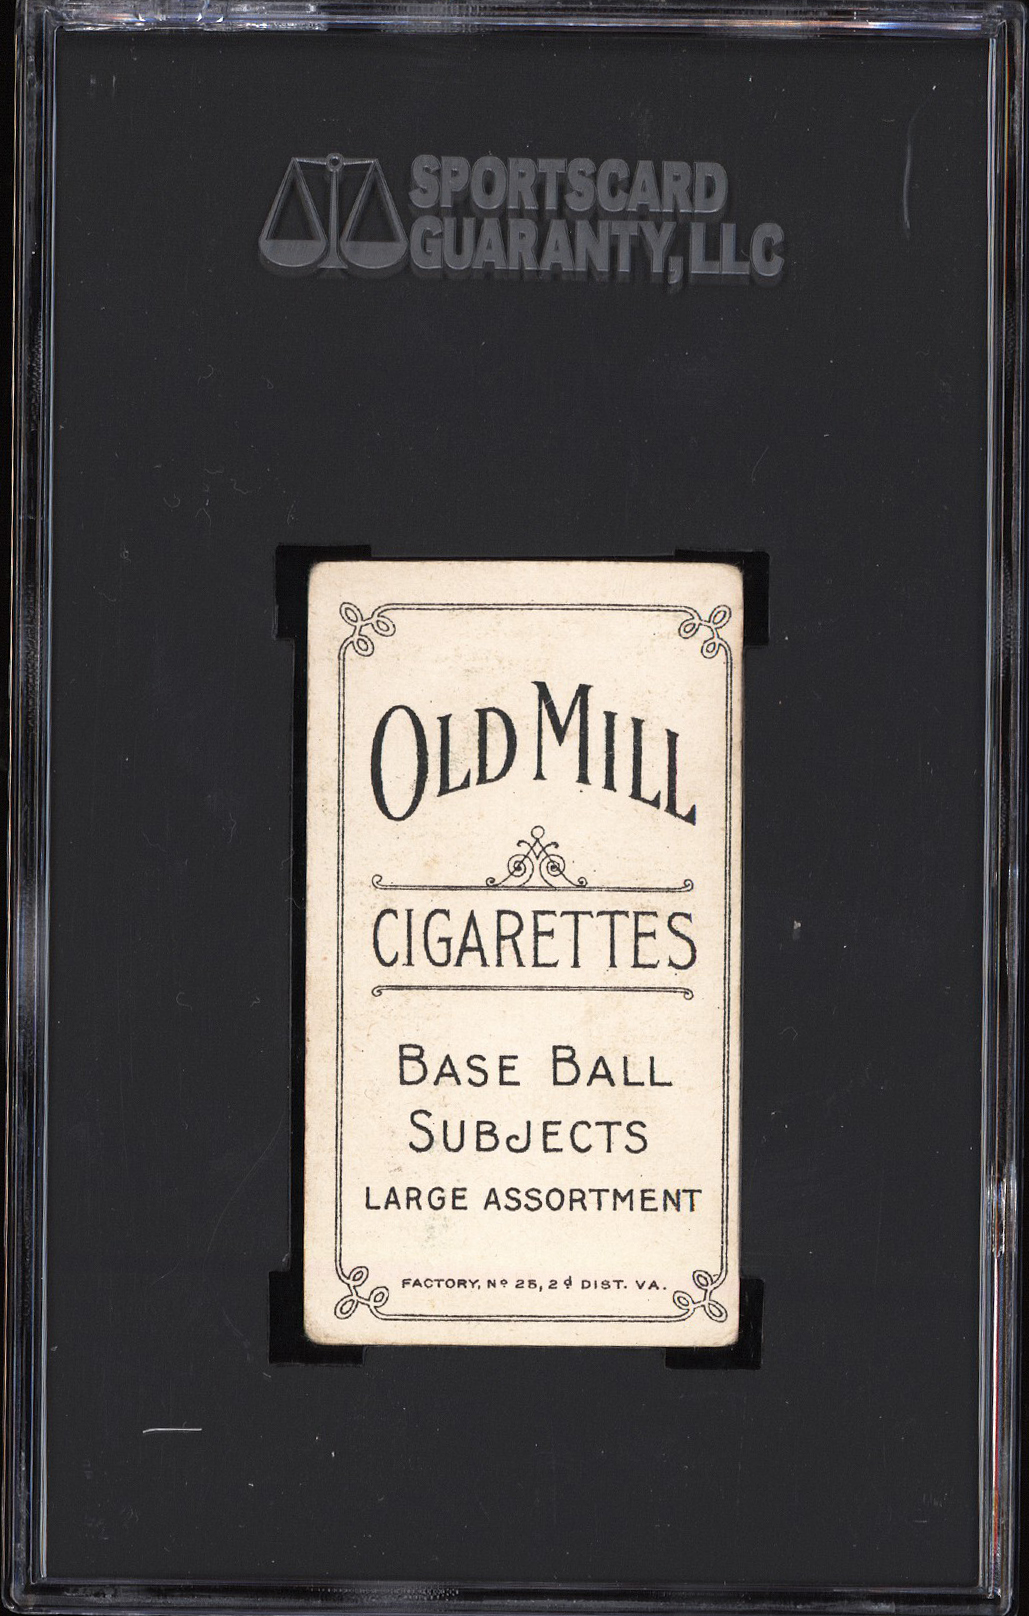 SPORTSCARD
GUARANTY, LLC
OLD MILL
CIGARETTES
BASE BALL
SUBJECTS
LARGE ASSORTMENT
FACTORY, Nº 25, 2d DIST. VA.